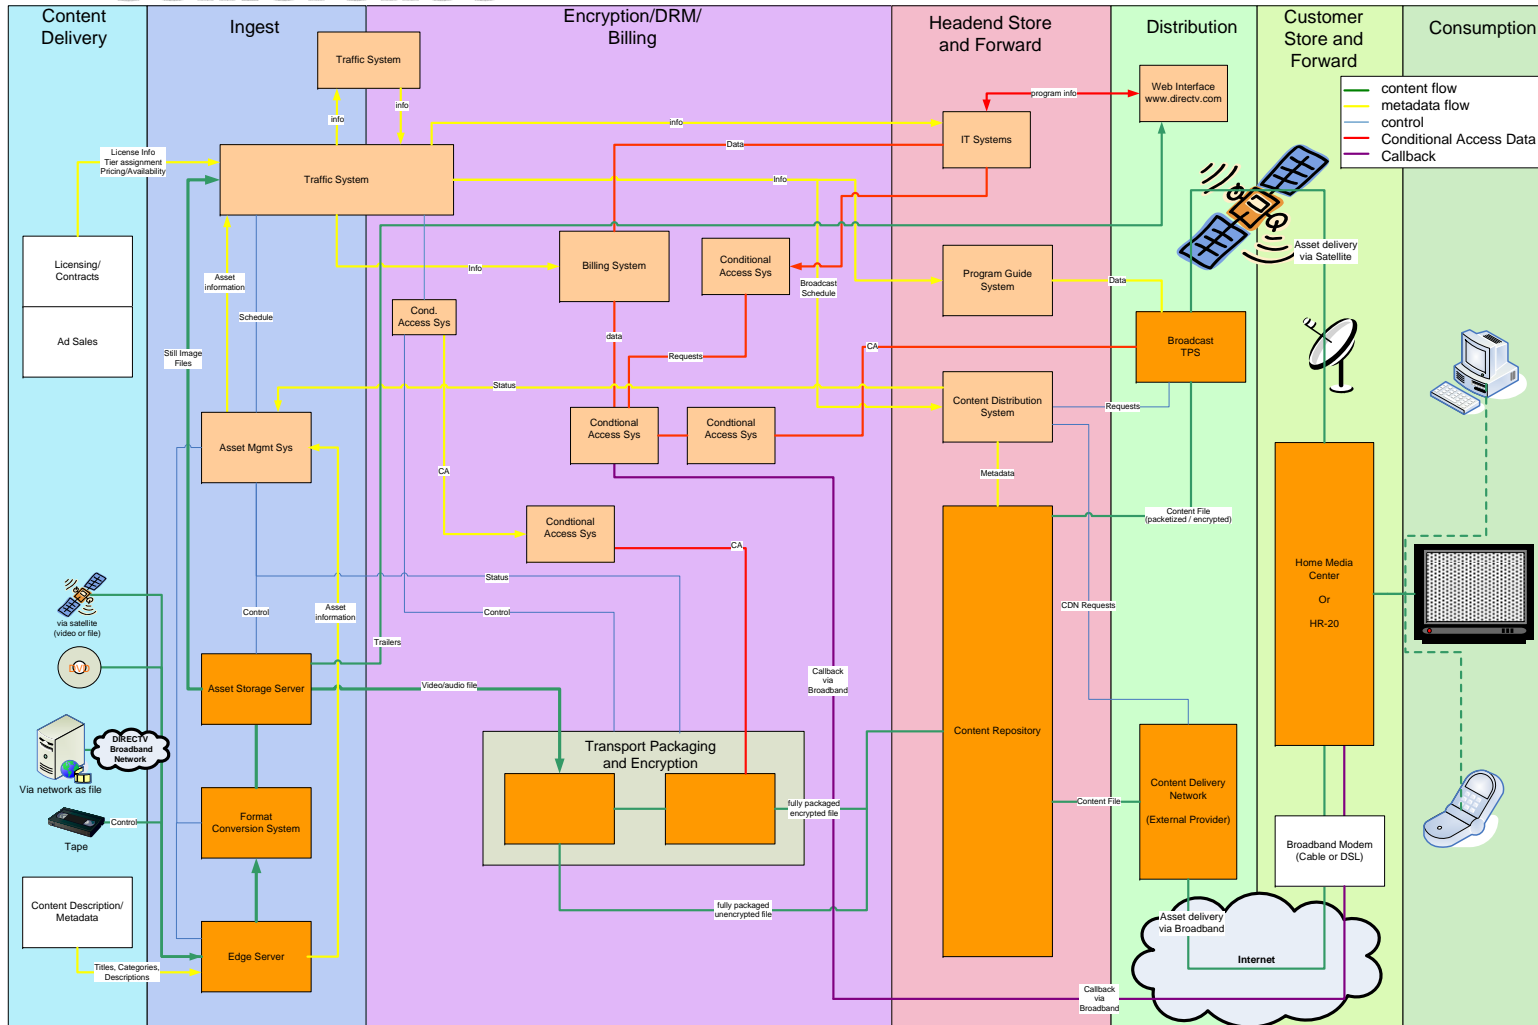 Content
Delivery
Ingest
Encryption/DRM/
Billing
Headend Store
and Forward
Distribution
Customer
Store and
Forward
Consumption
content flow
metadata flow
control
Conditional Access Data
Callback
Traffic System
info
info
info
program info
Web Interface
www.directv.com
License Info
Tier assignment
Pricing/Availability
Traffic System
Data
IT Systems
Info
Licensing/
Contracts
Ad Sales
Asset
information
Schedule
Still Image
Files
Info
Billing System
Conditional
Access Sys
Broadcast
Schedule
Program Guide
System
Data
Asset delivery
via Satellite
Cond.
Access Sys
data
Requests
CA
Broadcast
TPS
Status
Content Distribution
System
Requests
Asset Mgmt Sys
Condtional
Access Sys
Condtional
Access Sys
CA
Metadata
Condtional
Access Sys
CA
Content File
(packetized / encrypted)
Status
Control
Control
Asset
information
CDN Requests
via satellite
(video or file)
DVD
Trailers
Home Media
Center
Or
HR-20
Asset Storage Server
Video/audio file
Callback
via
Broadband
DIRECTV
Broadband
Network
Via network as file
Transport Packaging
and Encryption
Content Repository
Content Delivery
Network
(External Provider)
Content File
fully packaged
encrypted file
Control
Tape
Format
Conversion System
Broadband Modem
(Cable or DSL)
Content Description/
Metadata
fully packaged
unencrypted file
Asset delivery
via Broadband
Internet
Edge Server
Titles, Categories,
Descriptions
Callback
via
Broadband